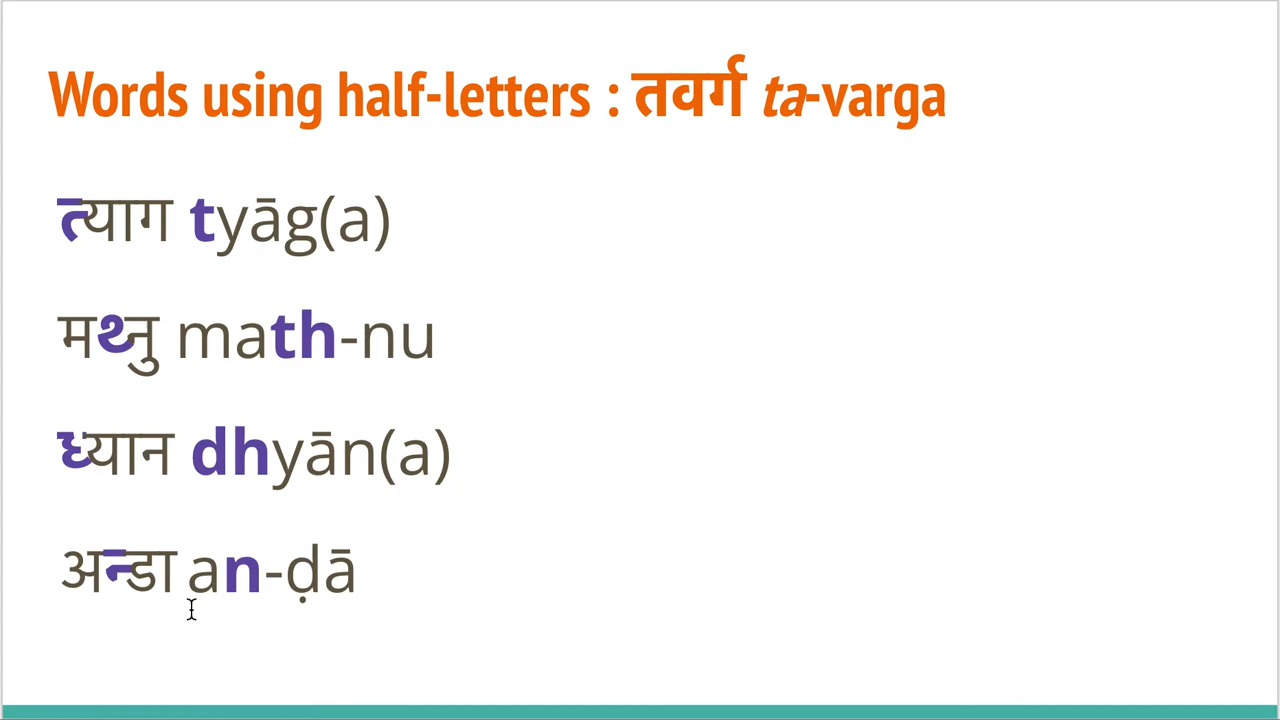 Words using half-letters : तवर्ग ta-varga
त्याग tyāg(a)
मथ्नु math-nu
ध्यान dhyān(a)
अन्डा an-ḍā